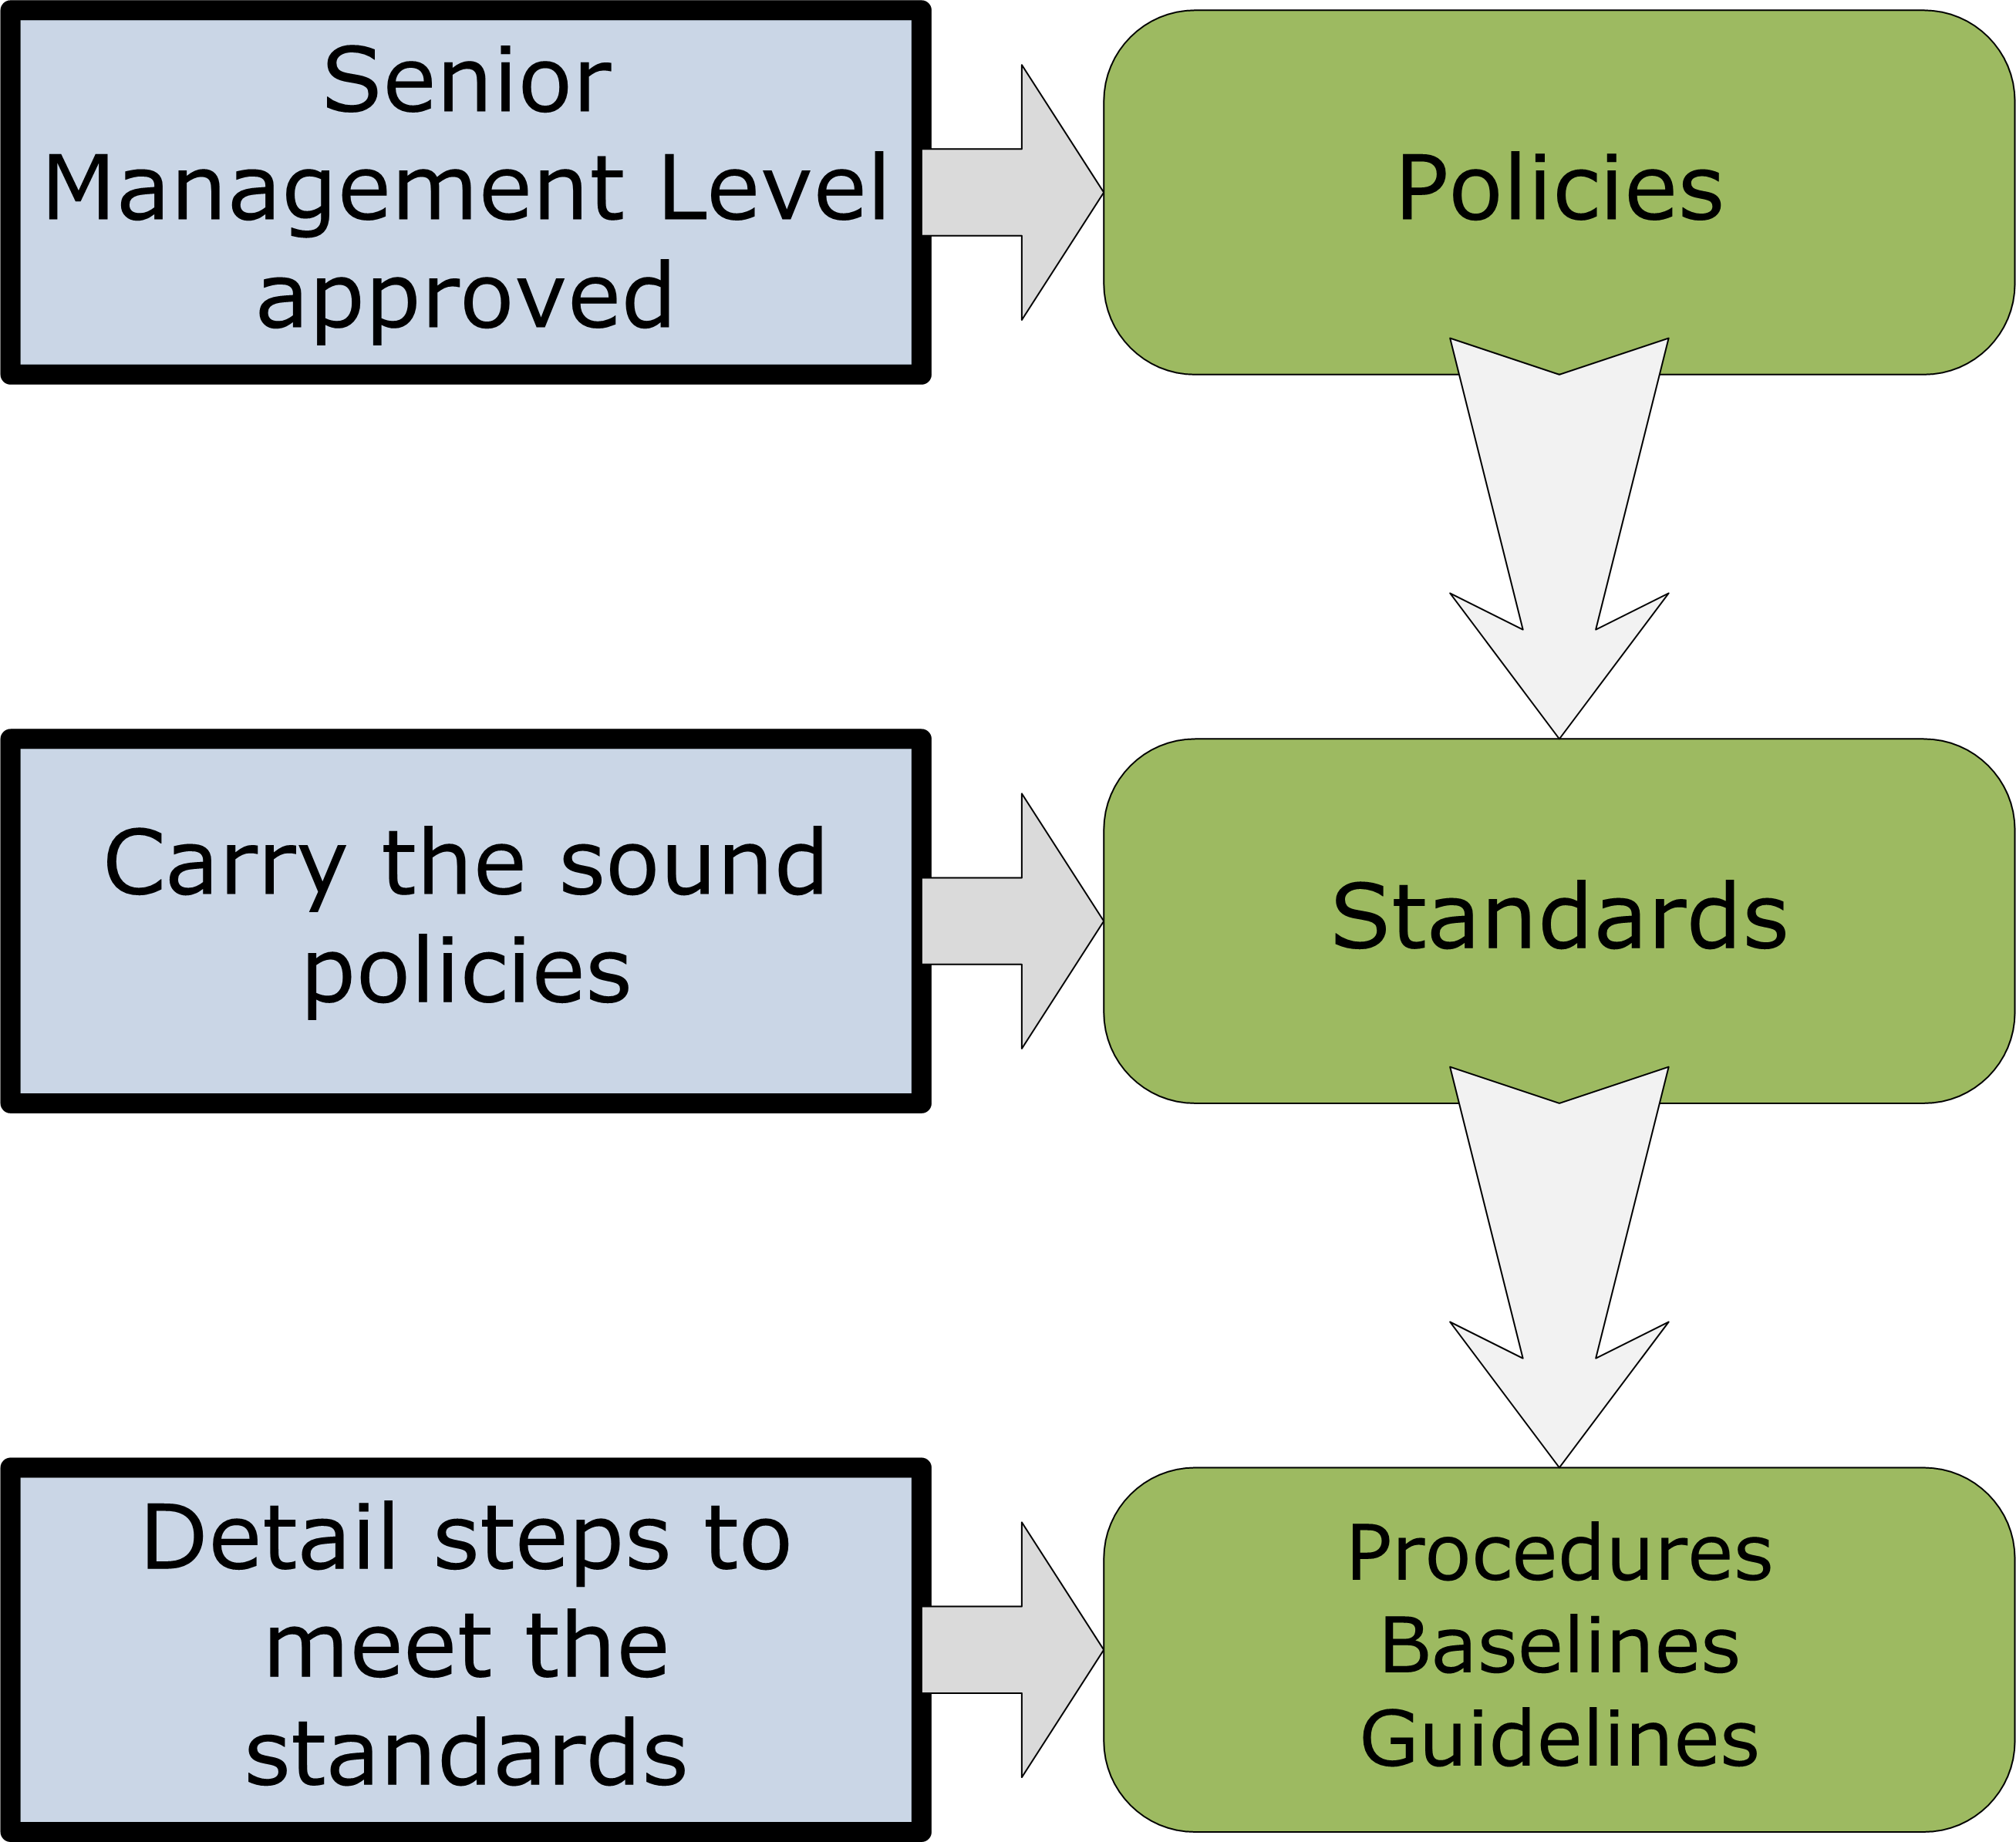 Senior
Management Level
approved
Policies
Carry the sound
policies
Standards
Detail steps to
meet the
standards
Procedures
Baselines
Guidelines